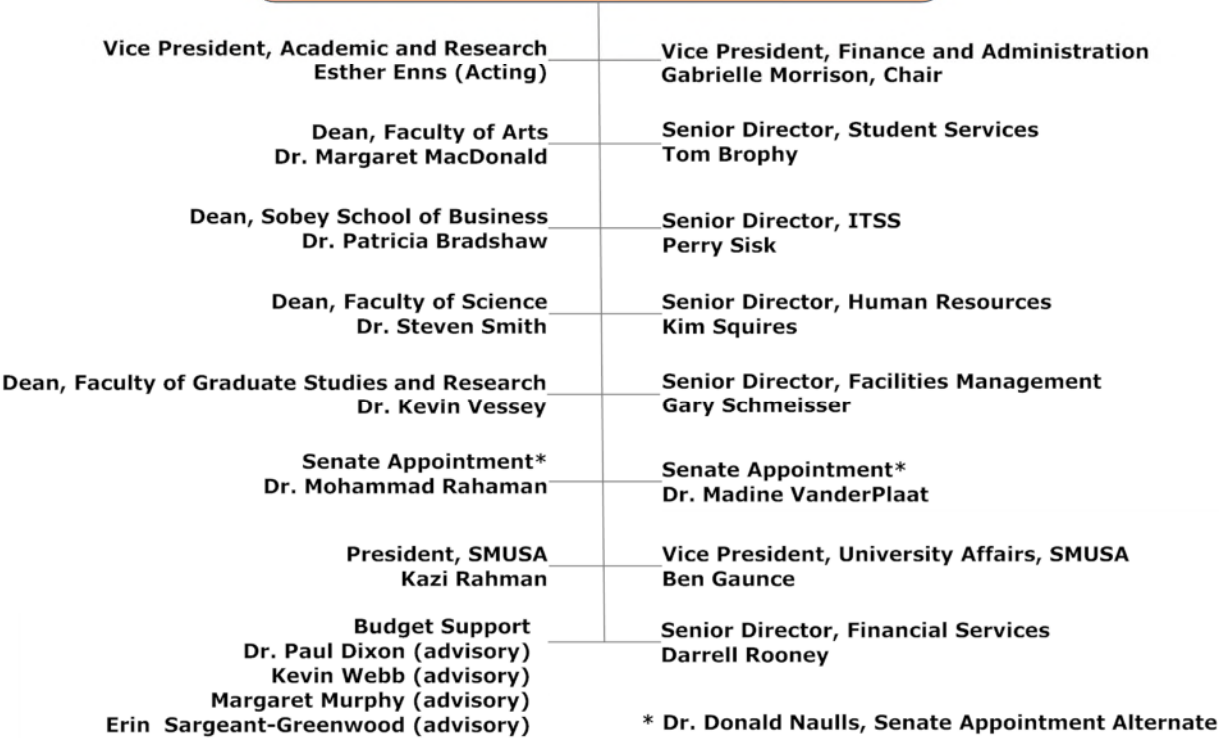 Vice President, Academic and Research
Esther Enns (Acting)
Vice President, Finance and Administration
Gabrielle Morrison, Chair
Dean, Faculty of Arts
Dr. Margaret MacDonald
Senior Director, Student Services
Tom Brophy
Dean, Sobey School of Business
Dr. Patricia Bradshaw
Senior Director, ITSS
Perry Sisk
Dean, Faculty of Science
Dr. Steven Smith
Senior Director, Human Resources
Kim Squires
Dean, Faculty of Graduate Studies and Research
Dr. Kevin Vessey
Senior Director, Facilities Management
Gary Schmeisser
Senate Appointment*
Dr. Mohammad Rahaman
Senate Appointment*
Dr. Madine VanderPlaat
President, SMUSA
Kazi Rahman
Vice President, University Affairs, SMUSA
Ben Gaunce
Budget Support
Dr. Paul Dixon (advisory)
Kevin Webb (advisory)
Margaret Murphy (advisory)
Erin Sargeant-Greenwood (advisory)
Senior Director, Financial Services
Darrell Rooney
* Dr. Donald Naulls, Senate Appointment Alternate